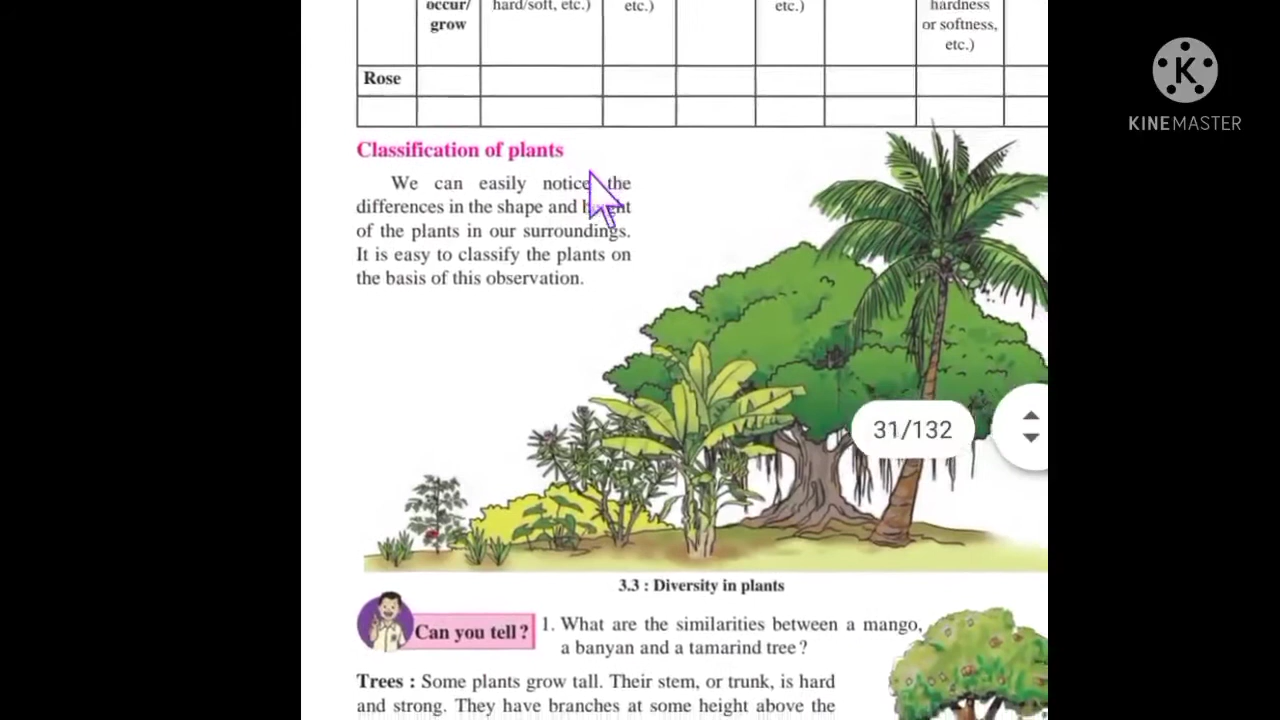 occur/ hard/soft, etc.) etc.) etc.) hardness
grow or softness,
etc.)
Rose
KINEMASTER
Classification of plants
We can easily notice the
differences in the shape and height
of the plants in our surroundings.
It is easy to classify the plants on
the basis of this observation.
31/132
3.3 : Diversity in plants
Can you tell ?
1. What are the similarities between a mango,
a banyan and a tamarind tree ?
Trees : Some plants grow tall. Their stem, or trunk, is hard
and strong. They have branches at some height above the